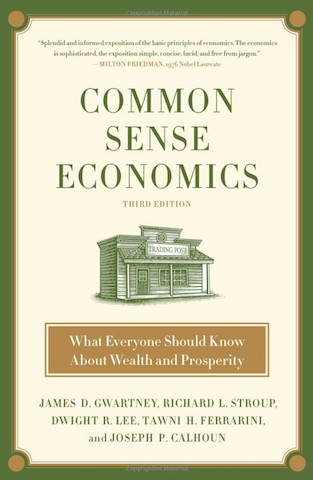 “Splendid and informed exposition of the basic principles of economics. The economics
is sophisticated, the exposition simple, concise, lucid, and free from jargon.”
—MILTON FRIEDMAN, 1976 Nobel Laureate
COMMON
SENSE
ECONOMICS
THIRD EDITION
TRADING POST
What Everyone Should Know
About Wealth and Prosperity
JAMES D. GWARTNEY, RICHARD L. STROUP,
DWIGHT R. LEE, TAWNI H. FERRARINI,
and JOSEPH P. CALHOUN